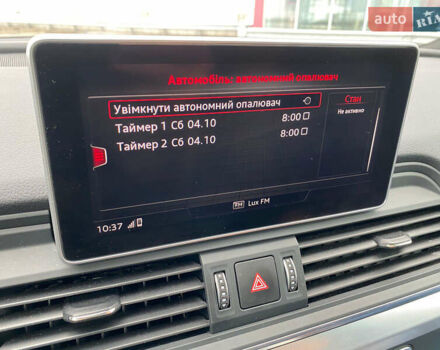 auto RIA
Автомобіль: автономний опалювач
Увімкнути автономний опалювач
Стан
Не активно
Таймер 1 Сб 04.10 8:00
Таймер 2 Сб 04.10 8:00
FM Lux FM
10:37